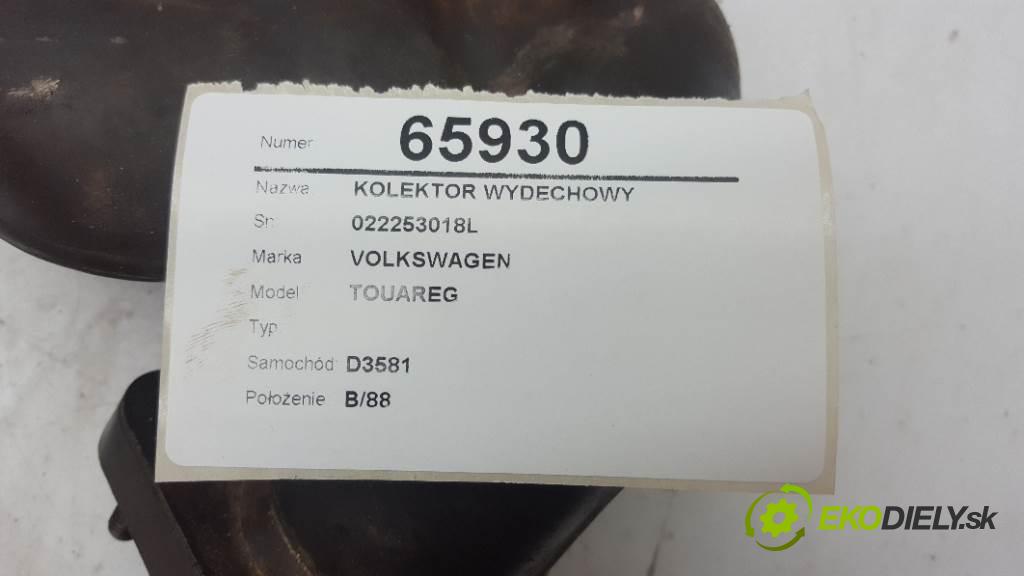 Numer 65930
Nazwa KOLEKTOR WYDECHOWY
Sn 022253018L
Marka VOLKSWAGEN
Model TOUAREG
Typ
Samochód D3581
Położenie B/88
EKODIELY.sk